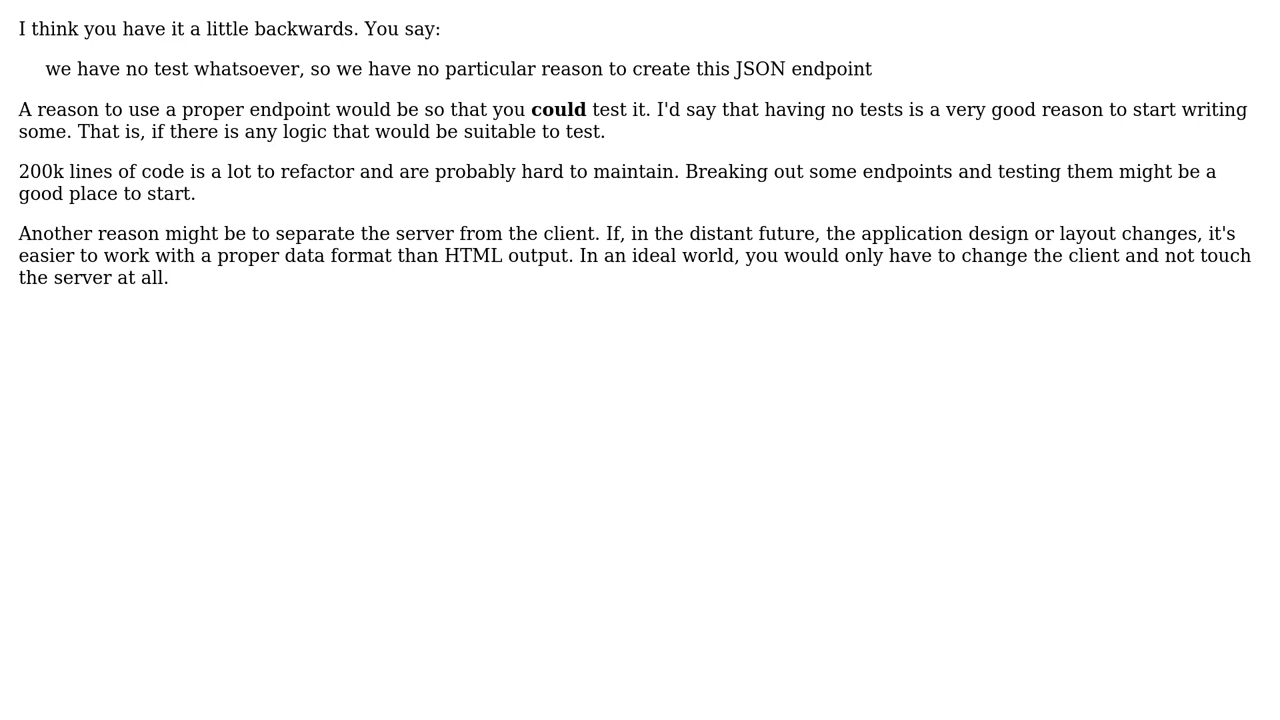 I think you have it a little backwards. You say:
we have no test whatsoever, so we have no particular reason to create this JSON endpoint
A reason to use a proper endpoint would be so that you could test it. I'd say that having no tests is a very good reason to start writing
some. That is, if there is any logic that would be suitable to test.
200k lines of code is a lot to refactor and are probably hard to maintain. Breaking out some endpoints and testing them might be a
good place to start.
Another reason might be to separate the server from the client. If, in the distant future, the application design or layout changes, it's
easier to work with a proper data format than HTML output. In an ideal world, you would only have to change the client and not touch
the server at all.